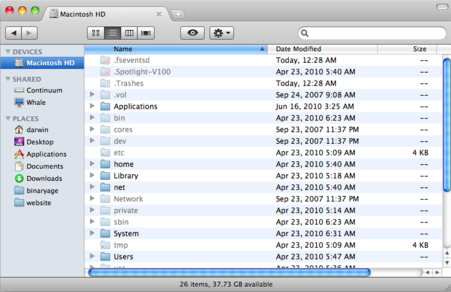 Macintosh HD
Name Date Modified Size
DEVICES
Macintosh HD
SHARED
Continuum
Whale
PLACES
darwin
Desktop
Applications
Documents
Downloads
binaryage
website
.fseventsd Today, 12:28 AM --
.Spotlight-V100 Apr 23, 2010 5:09 AM --
.Trashes Today, 12:28 AM --
.vol Sep 24, 2007 9:08 AM --
Applications Jun 16, 2010 3:25 AM --
bin Apr 23, 2010 6:23 AM --
cores Sep 23, 2007 11:37 PM --
dev Sep 23, 2007 11:37 PM --
etc Apr 23, 2010 5:09 AM 4 KB
home Apr 23, 2010 5:40 AM --
Library Apr 23, 2010 5:18 AM --
net Apr 23, 2010 5:40 AM --
Network Sep 23, 2007 11:37 PM --
private Apr 23, 2010 5:14 AM --
sbin Apr 23, 2010 6:23 AM --
System Apr 23, 2010 6:31 AM --
tmp Apr 23, 2010 5:09 AM 4 KB
Users Apr 23, 2010 5:47 AM --
26 items, 37.73 GB available